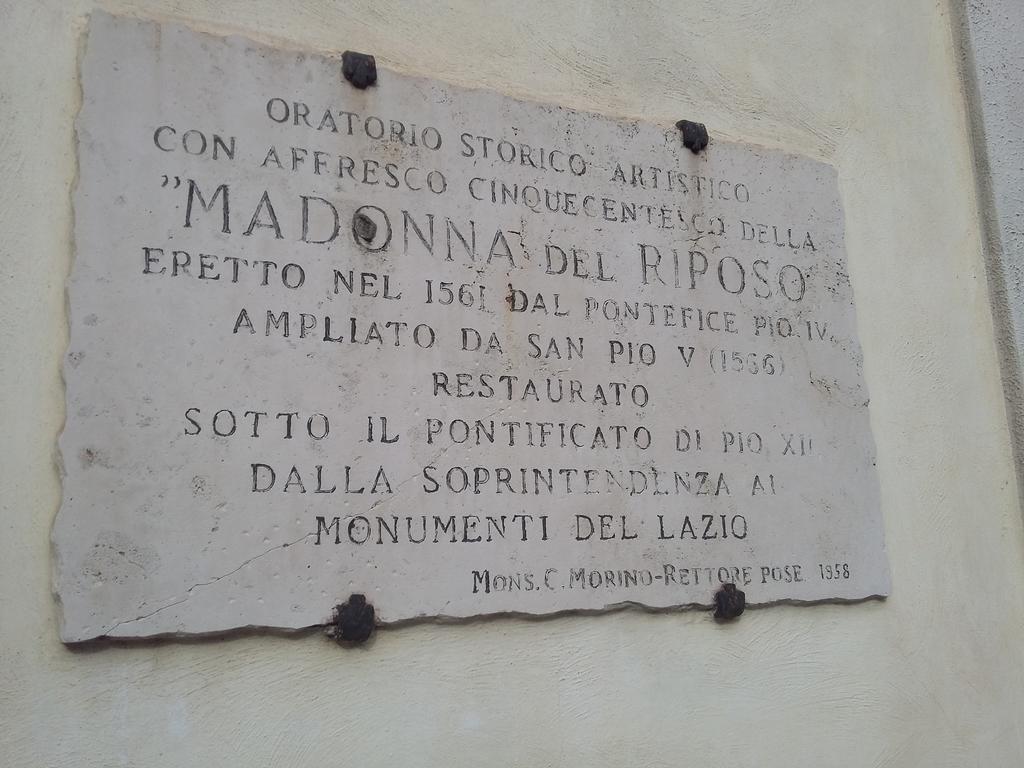 ORATORIO STORICO ARTISTICO
CON AFFRESCO CINQUECENTESCO DELLA
"MADONNA DEL RIPOSO
ERETTO NEL 1561 DAL PONTEFICE PIO IV,
AMPLIATO DA SAN PIO V (1566)
RESTAURATO
SOTTO IL PONTIFICATO DI PIO XII
DALLA SOPRINTENDENZA AI
MONUMENTI DEL LAZIO
MONS. C. MORINO-RETTORE POSE 1958